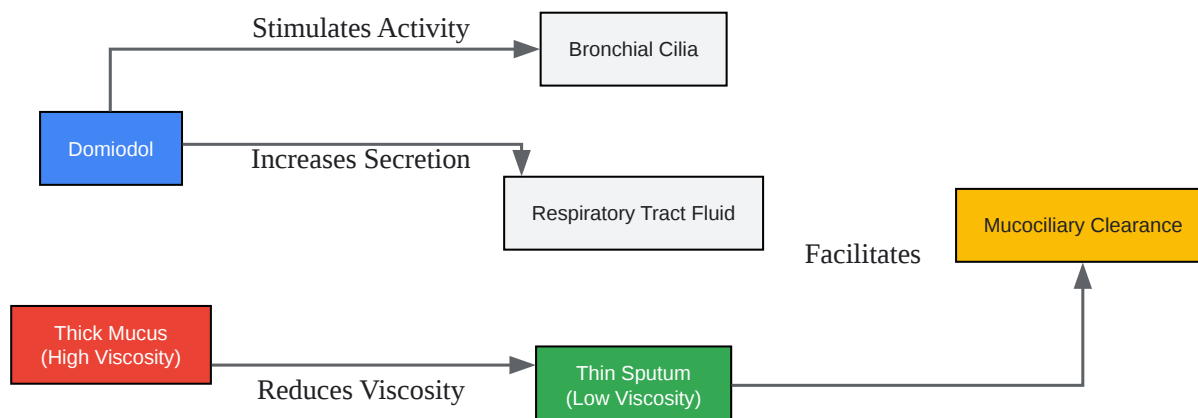 Stimulates Activity
Bronchial Cilia
Domiodol
Increases Secretion
Respiratory Tract Fluid
Mucociliary Clearance
Facilitates
Thick Mucus
(High Viscosity)
Reduces Viscosity
Thin Sputum
(Low Viscosity)